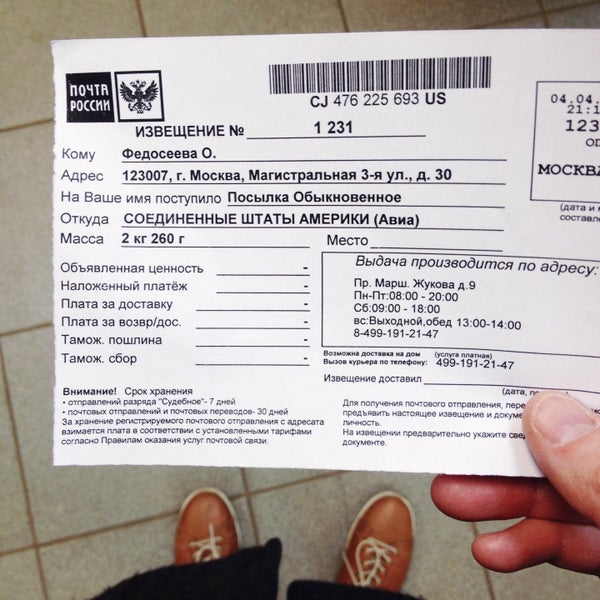 ПОЧТА РОССИИ
CJ 476 225 693 US
ИЗВЕЩЕНИЕ № 1 231
Кому Федосеева О.
Адрес 123007, г. Москва, Магистральная 3-я ул., д. 30
На Ваше имя поступило Посылка Обыкновенное
Откуда СОЕДИНЕННЫЕ ШТАТЫ АМЕРИКИ (Авиа)
Масса 2 кг 260 г Место
Объявленная ценность -
Наложенный платёж -
Плата за доставку -
Плата за возвр/дос. -
Тамож. пошлина -
Тамож. сбор -
Внимание! Срок хранения
• отправлений разряда "Судебное"- 7 дней
• почтовых отправлений и почтовых переводов- 30 дней
За хранение регистрируемого почтового отправления с адресата
взимается плата в соответствии с установленными тарифами
согласно Правилам оказания услуг почтовой связи.
04.04.
21:1
123
МОСКВА
(дата и
составле
Выдача производится по адресу:
Пр. Марш. Жукова д.9
Пн-Пт:08:00 - 20:00
Сб:09:00 - 18:00
вс:Выходной,обед 13:00-14:00
8-499-191-21-47
Возможна доставка на дом (услуга платная)
Вызов курьера по телефону: 499-191-21-47
Извещение доставил
(дата,
Для получения почтового отправления,
предъявить настоящее извещение и
личность.
На извещении предварительно укажите
документе.